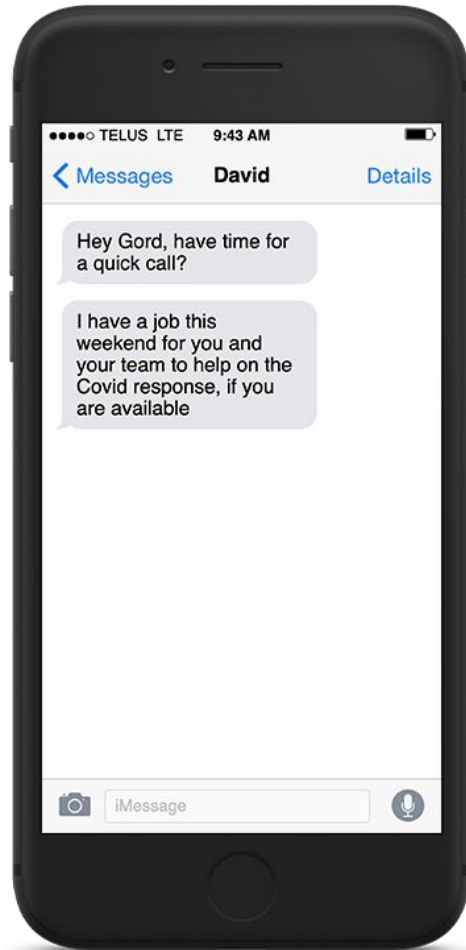 TELUS LTE 9:43 AM
Messages David Details
Hey Gord, have time for
a quick call?
I have a job this
weekend for you and
your team to help on the
Covid response, if you
are available
iMessage